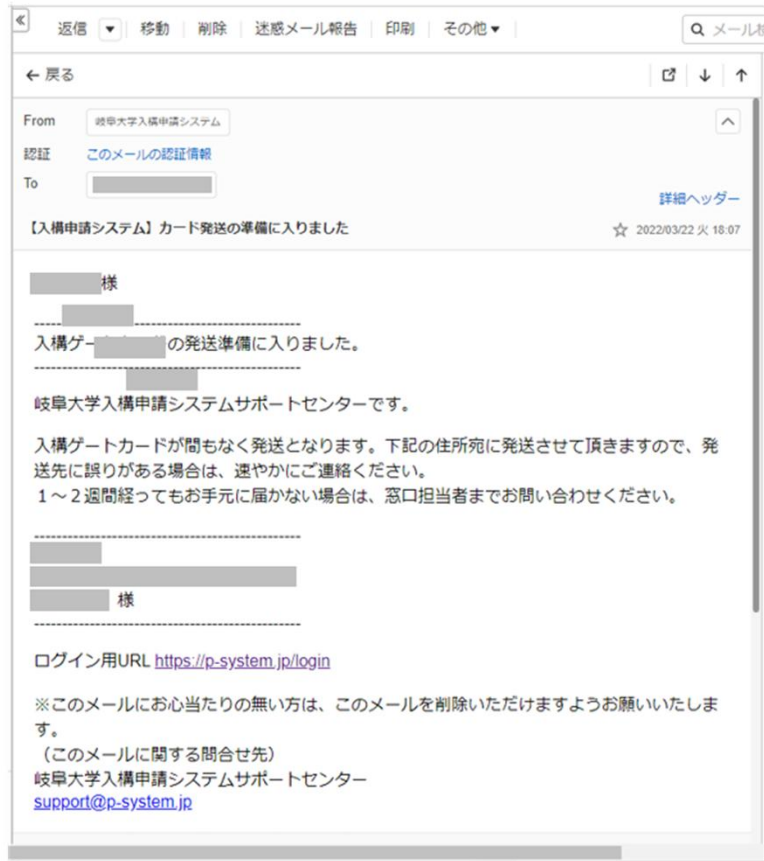 返信 ▼ 移動 削除 迷惑メール報告 印刷 その他▼ メール検
← 戻る
From 岐阜大学入構申請システム
認証 このメールの認証情報
To
詳細ヘッダー
【入構申請システム】カード発送の準備に入りました ☆ 2022/03/22 火 18:07
様
------------------------------------------------
入構ゲー の発送準備に入りました。
------------------------------------------------
岐阜大学入構申請システムサポートセンターです。
入構ゲートカードが間もなく発送となります。下記の住所宛に発送させて頂きますので、発
送先に誤りがある場合は、速やかにご連絡ください。
1～2週間経ってもお手元に届かない場合は、窓口担当者までお問い合わせください。
------------------------------------------------
様
------------------------------------------------
ログイン用URL https://p-system.jp/login
※このメールにお心当たりの無い方は、このメールを削除いただけますようお願いいたしま
す。
（このメールに関する問合せ先）
岐阜大学入構申請システムサポートセンター
support@p-system.jp